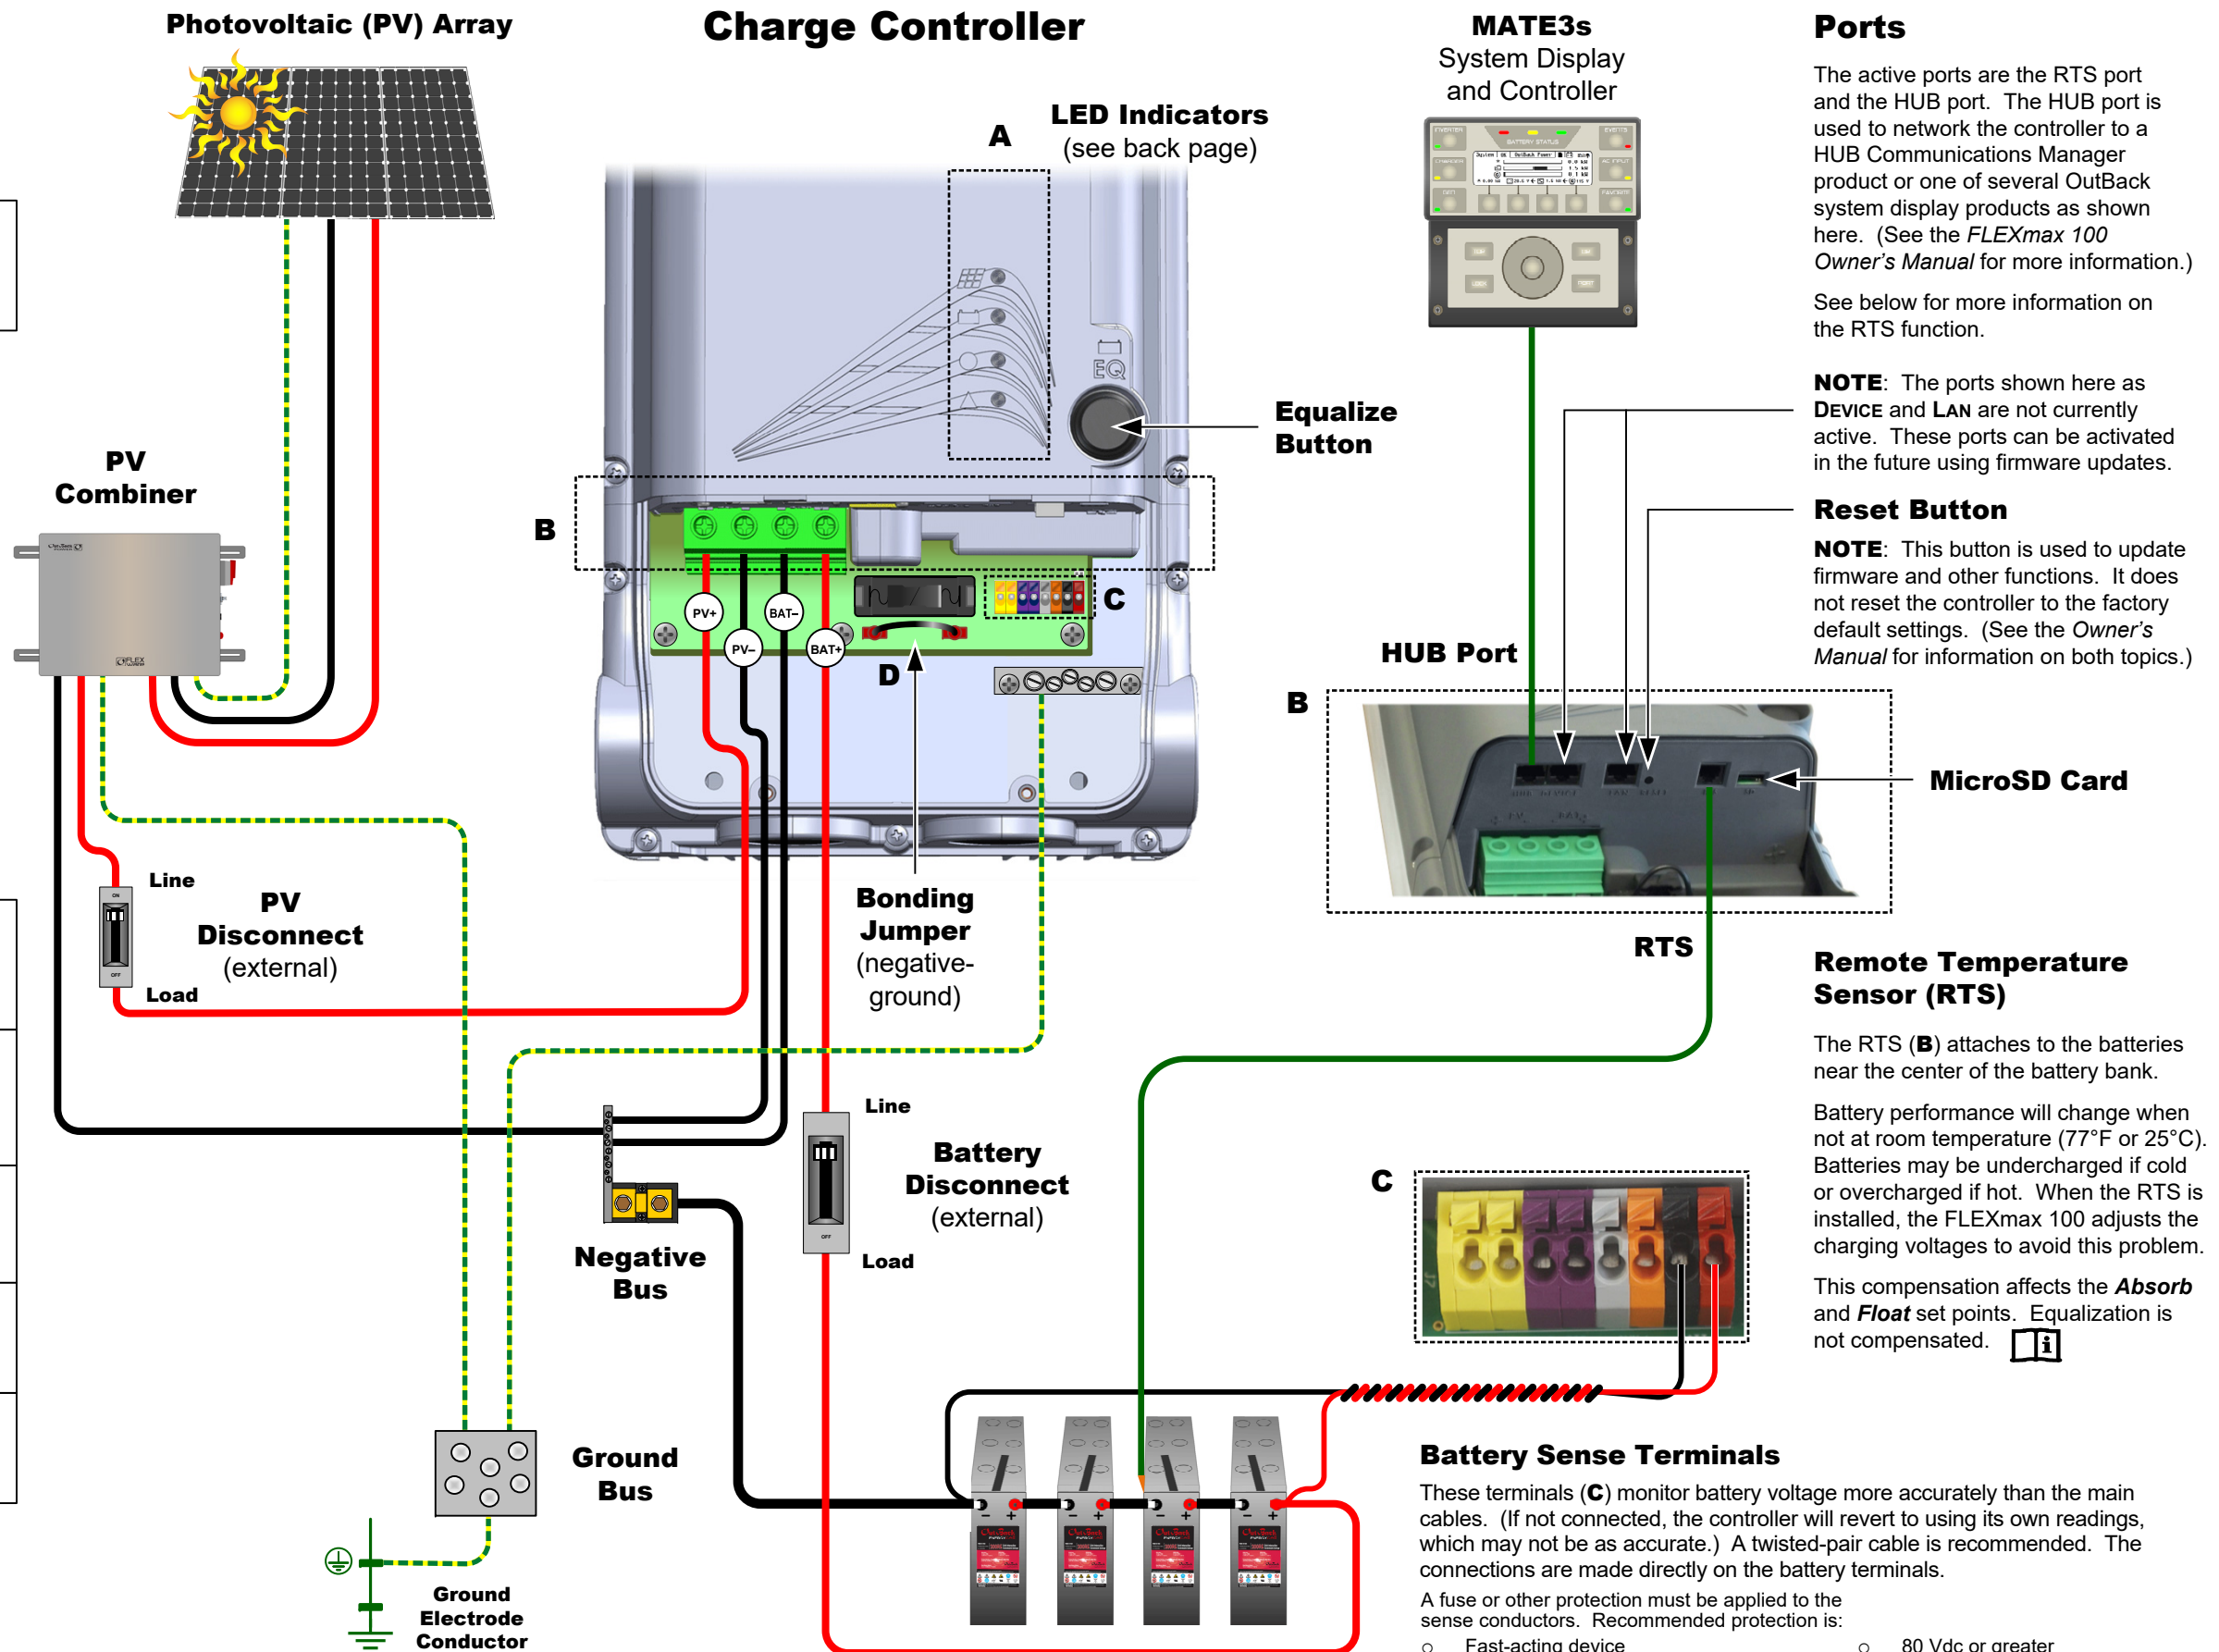 Photovoltaic (PV) Array
Charge Controller
A
LED Indicators
(see back page)
EQ
Equalize
Button
PV
Combiner
B
PV+
PV–
BAT–
BAT+
C
D
Bonding
Jumper
(negative-
ground)
Line
ON
OFF
Load
PV
Disconnect
(external)
Line
OFF
Load
Battery
Disconnect
(external)
Negative
Bus
Ground
Bus
Ground
Electrode
Conductor
MATE3s
System Display
and Controller
BATTERY STATUS
HUB Port
B
MicroSD Card
RTS
C
– +
– +
– +
– +
Ports
The active ports are the RTS port
and the HUB port. The HUB port is
used to network the controller to a
HUB Communications Manager
product or one of several OutBack
system display products as shown
here. (See the FLEXmax 100
Owner's Manual for more information.)
See below for more information on
the RTS function.
NOTE: The ports shown here as
DEVICE and LAN are not currently
active. These ports can be activated
in the future using firmware updates.
Reset Button
NOTE: This button is used to update
firmware and other functions. It does
not reset the controller to the factory
default settings. (See the Owner's
Manual for information on both topics.)
Remote Temperature
Sensor (RTS)
The RTS (B) attaches to the batteries
near the center of the battery bank.
Battery performance will change when
not at room temperature (77°F or 25°C).
Batteries may be undercharged if cold
or overcharged if hot. When the RTS is
installed, the FLEXmax 100 adjusts the
charging voltages to avoid this problem.
This compensation affects the Absorb
and Float set points. Equalization is
not compensated.
i
Battery Sense Terminals
These terminals (C) monitor battery voltage more accurately than the main
cables. (If not connected, the controller will revert to using its own readings,
which may not be as accurate.) A twisted-pair cable is recommended. The
connections are made directly on the battery terminals.
A fuse or other protection must be applied to the
sense conductors. Recommended protection is:
○ Fast-acting device
○ 80 Vdc or greater